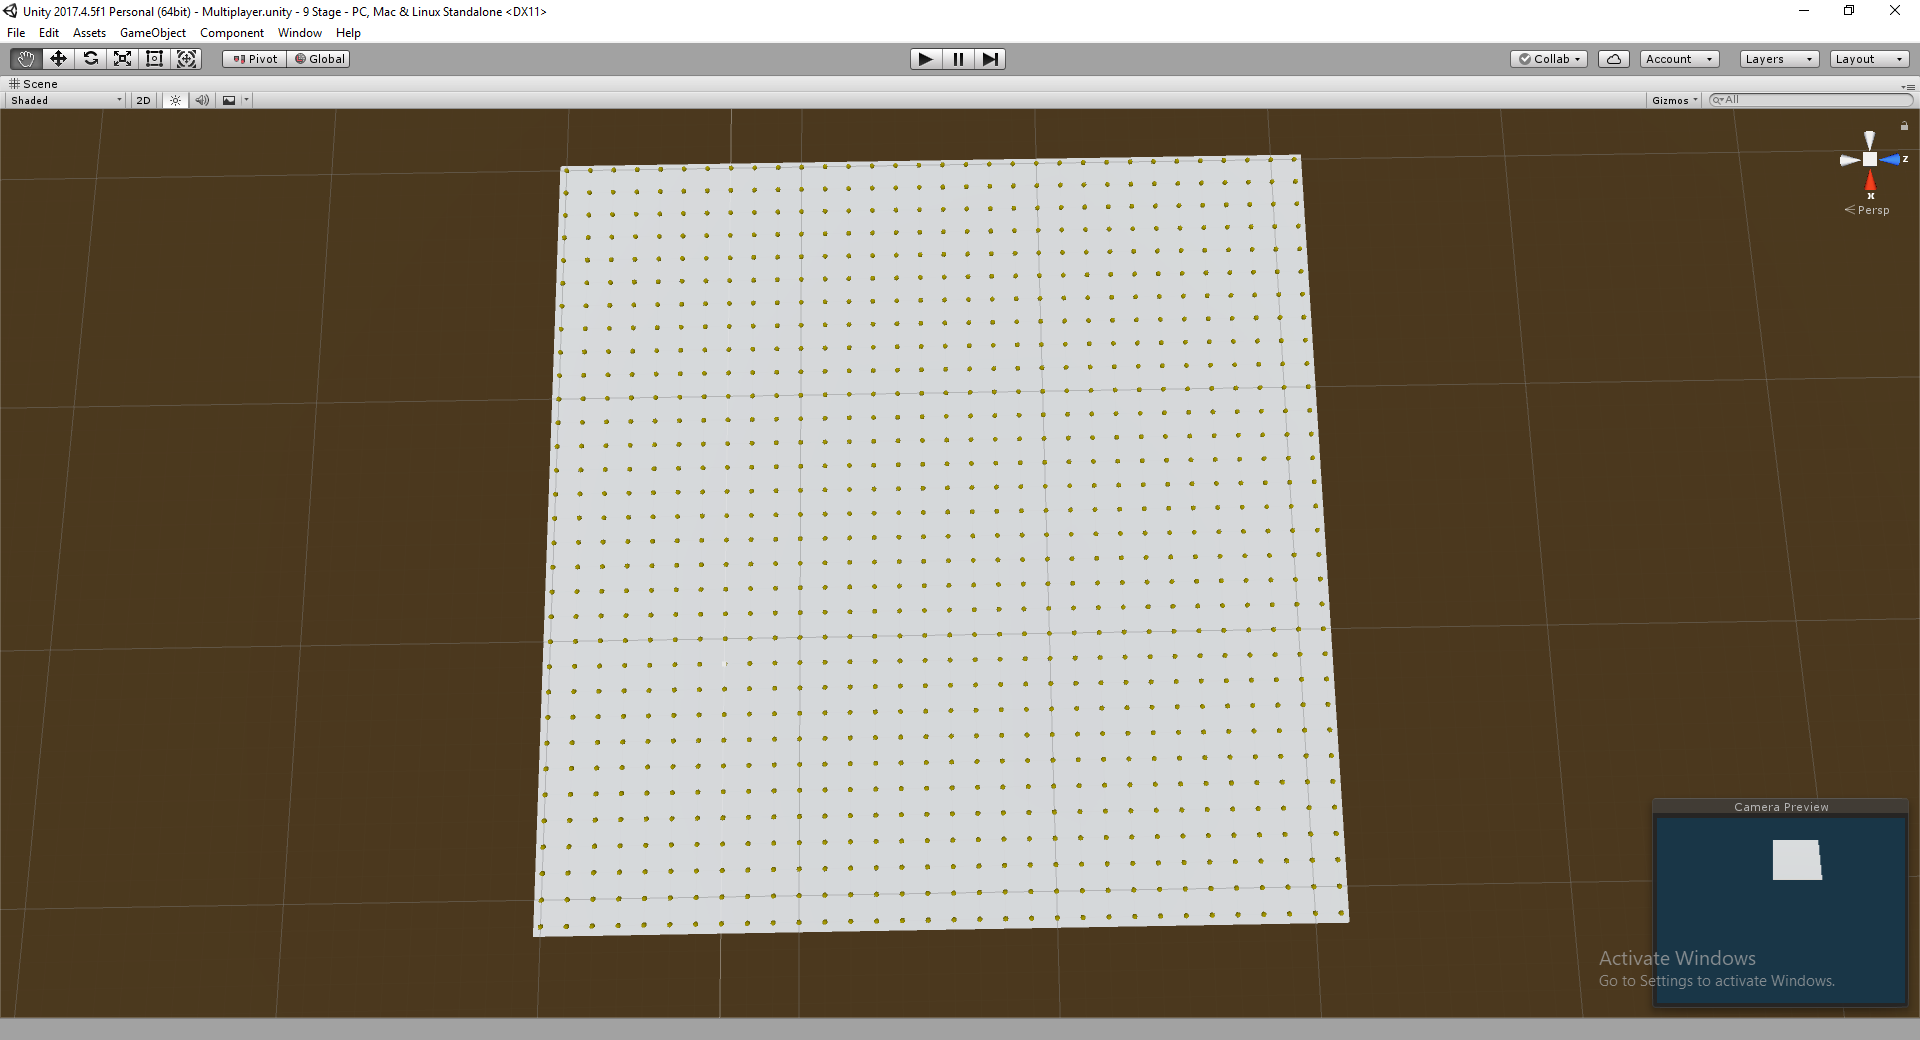 Unity 2017.4.5f1 Personal (64bit) - Multiplayer.unity - 9 Stage - PC, Mac & Linux Standalone <DX11>
File Edit Assets GameObject Component Window Help
Pivot Global Collab Account Layers Layout
Scene
Shaded 2D Gizmos All
z
x
Persp
Camera Preview
Activate Windows
Go to Settings to activate Windows.